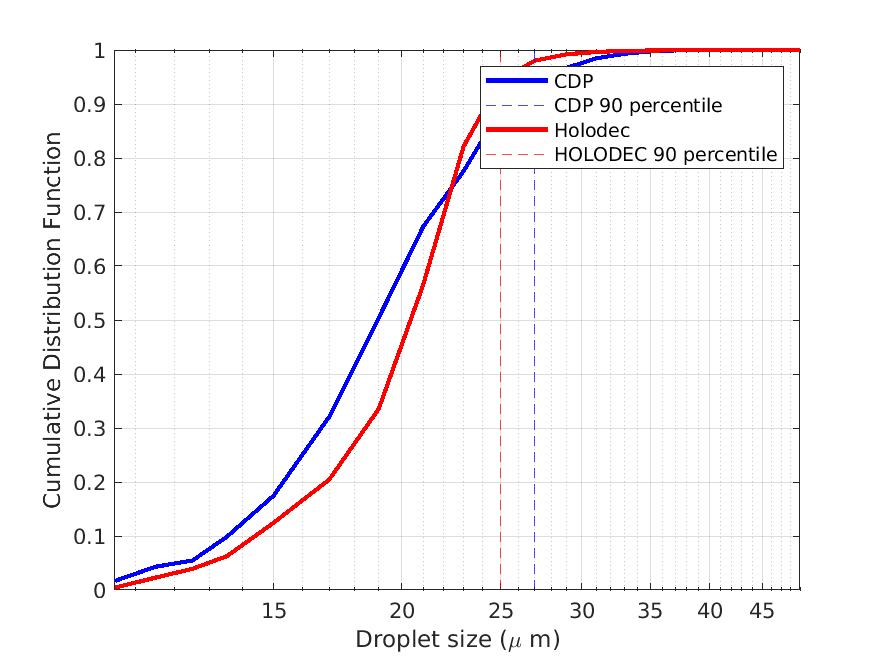 1
0.9
0.8
0.7
0.6
0.5
0.4
0.3
0.2
0.1
0
Cumulative Distribution Function
CDP
CDP 90 percentile
Holodec
HOLODEC 90 percentile
15 20 25 30 35 40 45
Droplet size (μ m)